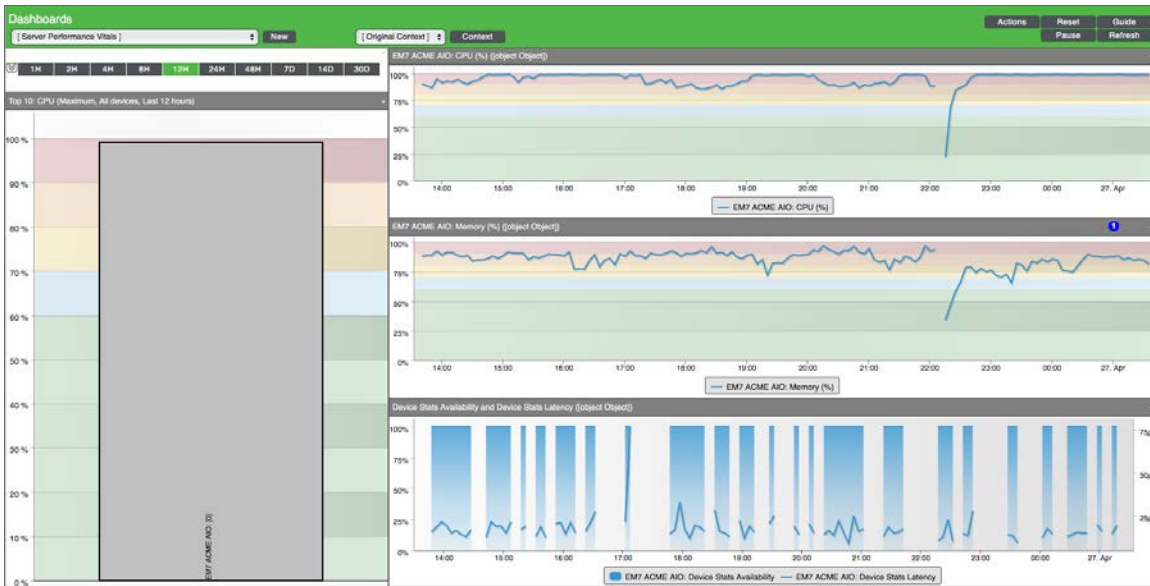 Dashboards
[ Server Performance Vitals ] New [ Original Context ] Context
Actions Reset Guide
Pause Refresh
1H 2H 4H 8H 12H 24H 48H 7D 14D 30D
Top 10: CPU (Maximum, All devices, Last 12 hours)
100 %
90 %
80 %
70 %
60 %
50 %
40 %
30 %
20 %
10 %
0 %
EM7 ACME AIO: [0]
EM7 ACME AIO: CPU (%) ([object Object])
100%
75%
50%
25%
0%
14:00 15:00 16:00 17:00 18:00 19:00 20:00 21:00 22:00 23:00 00:00 27. Apr
EM7 ACME AIO: CPU (%)
EM7 ACME AIO: Memory (%) ([object Object])
1
100%
75%
50%
25%
0%
14:00 15:00 16:00 17:00 18:00 19:00 20:00 21:00 22:00 23:00 00:00 27. Apr
EM7 ACME AIO: Memory (%)
Device Stats Availability and Device Stats Latency ([object Object])
100%
75%
50%
25%
0%
14:00 15:00 16:00 17:00 18:00 19:00 20:00 21:00 22:00 23:00 00:00 27. Apr
EM7 ACME AIO: Device Stats Availability EM7 ACME AIO: Device Stats Latency